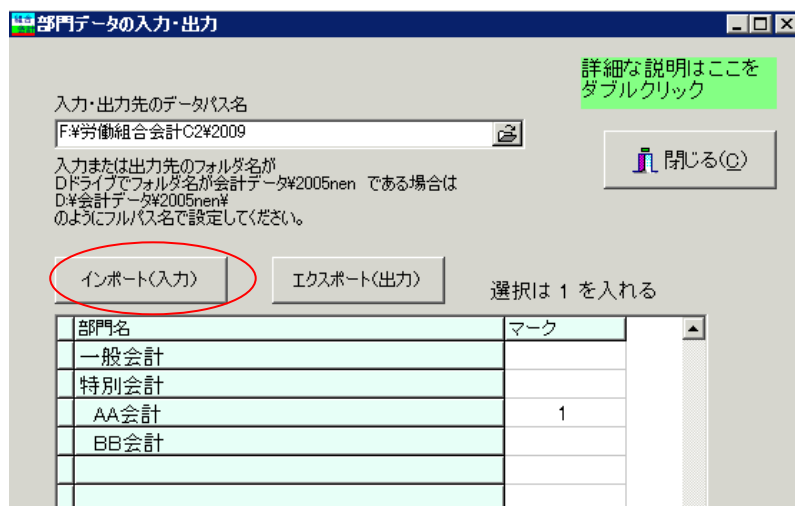 部門データの入力・出力
詳細な説明はここを
ダブルクリック
入力・出力先のデータパス名
F:¥労働組合会計C2¥2009
閉じる(C)
入力または出力先のフォルダ名が
Dドライブでフォルダ名が会計データ¥2005nen である場合は
D:¥会計データ¥2005nen¥
のようにフルパス名で設定してください。
インポート(入力)
エクスポート(出力)
選択は 1 を入れる
部門名 マーク
一般会計
特別会計
AA会計 1
BB会計